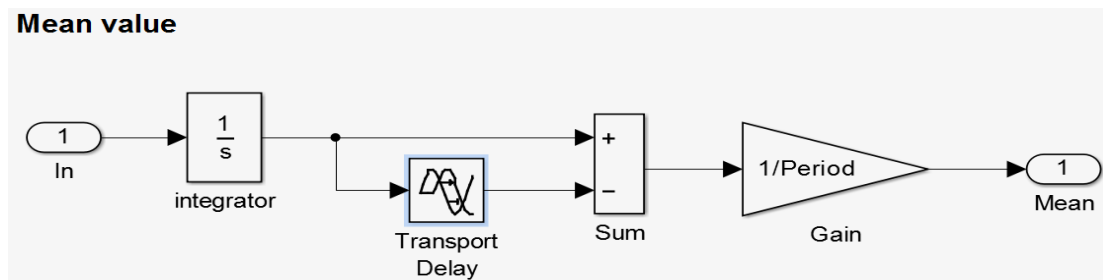 Mean value
1
In
1
s
integrator
Transport
Delay
+
−
Sum
1/Period
Gain
1
Mean